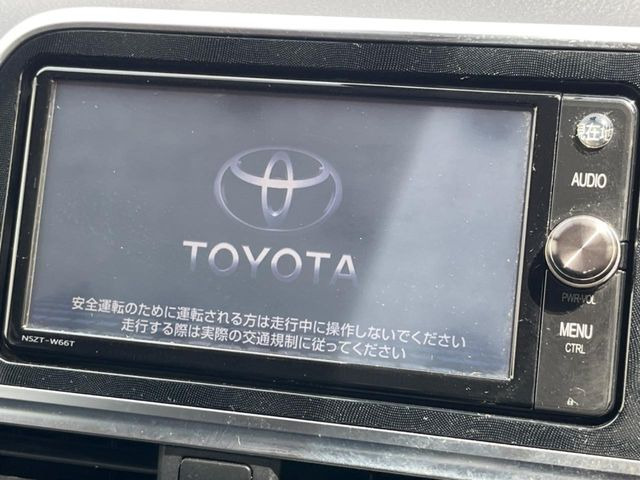 TOYOTA
安全運転のために運転される方は走行中に操作しないでください
走行する際は実際の交通規制に従ってください
NSZT-W66T
現在地
AUDIO
PWR-VOL
MENU
CTRL